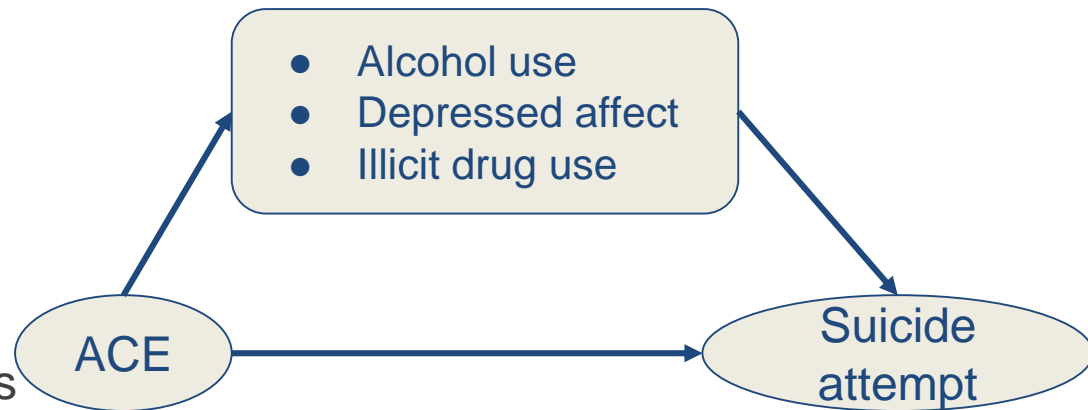 ● Alcohol use
● Depressed affect
● Illicit drug use
ACE
Suicide
attempt
s